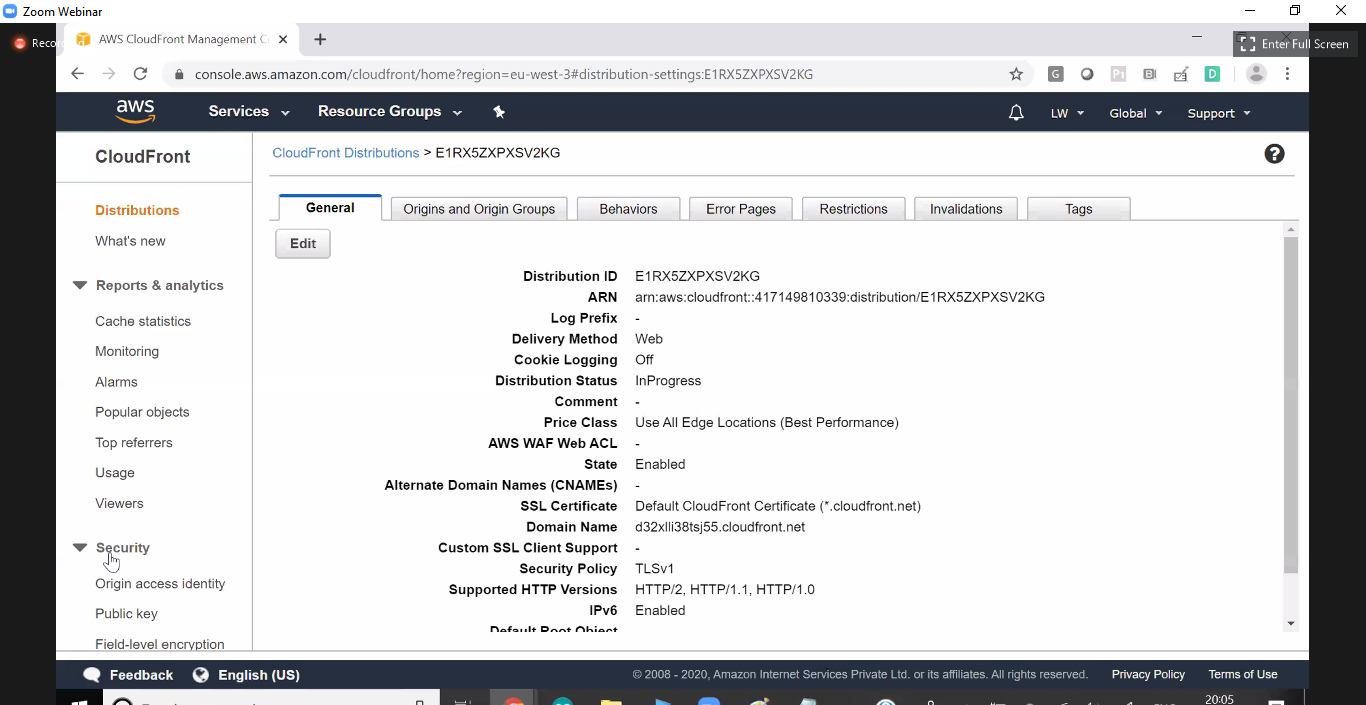 Zoom Webinar
Recor
AWS CloudFront Management C
Enter Full Screen
console.aws.amazon.com/cloudfront/home?region=eu-west-3#distribution-settings:E1RX5ZXPXSV2KG
aws
Services
Resource Groups
LW
Global
Support
CloudFront
CloudFront Distributions > E1RX5ZXPXSV2KG
Distributions
What's new
Reports & analytics
Cache statistics
Monitoring
Alarms
Popular objects
Top referrers
Usage
Viewers
Security
Origin access identity
Public key
Field-level encryption
General
Origins and Origin Groups
Behaviors
Error Pages
Restrictions
Invalidations
Tags
Edit
Distribution ID E1RX5ZXPXSV2KG
ARN arn:aws:cloudfront::417149810339:distribution/E1RX5ZXPXSV2KG
Log Prefix -
Delivery Method Web
Cookie Logging Off
Distribution Status InProgress
Comment -
Price Class Use All Edge Locations (Best Performance)
AWS WAF Web ACL -
State Enabled
Alternate Domain Names (CNAMEs) -
SSL Certificate Default CloudFront Certificate (*.cloudfront.net)
Domain Name d32xlli38tsj55.cloudfront.net
Custom SSL Client Support -
Security Policy TLSv1
Supported HTTP Versions HTTP/2, HTTP/1.1, HTTP/1.0
IPv6 Enabled
Default Root Object
Feedback
English (US)
© 2008 - 2020, Amazon Internet Services Private Ltd. or its affiliates. All rights reserved.
Privacy Policy
Terms of Use
20:05